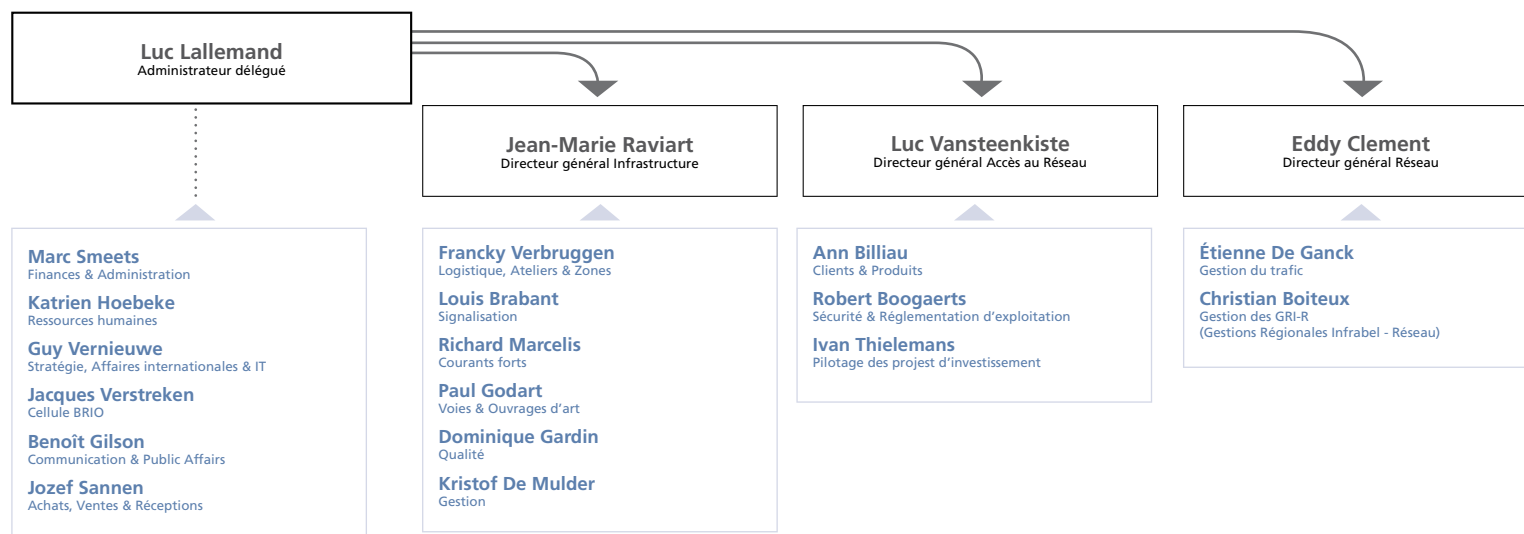 Luc Lallemand
Administrateur délégué
Jean-Marie Raviart
Directeur général Infrastructure
Luc Vansteenkiste
Directeur général Accès au Réseau
Eddy Clement
Directeur général Réseau
Marc Smeets
Finances & Administration
Katrien Hoebeke
Ressources humaines
Guy Vernieuwe
Stratégie, Affaires internationales & IT
Jacques Verstreken
Cellule BRIO
Benoît Gilson
Communication & Public Affairs
Jozef Sannen
Achats, Ventes & Réceptions
Francky Verbruggen
Logistique, Ateliers & Zones
Louis Brabant
Signalisation
Richard Marcelis
Courants forts
Paul Godart
Voies & Ouvrages d’art
Dominique Gardin
Qualité
Kristof De Mulder
Gestion
Ann Billiau
Clients & Produits
Robert Boogaerts
Sécurité & Réglementation d’exploitation
Ivan Thielemans
Pilotage des projest d’investissement
Étienne De Ganck
Gestion du trafic
Christian Boiteux
Gestion des GRI-R
(Gestions Régionales Infrabel - Réseau)